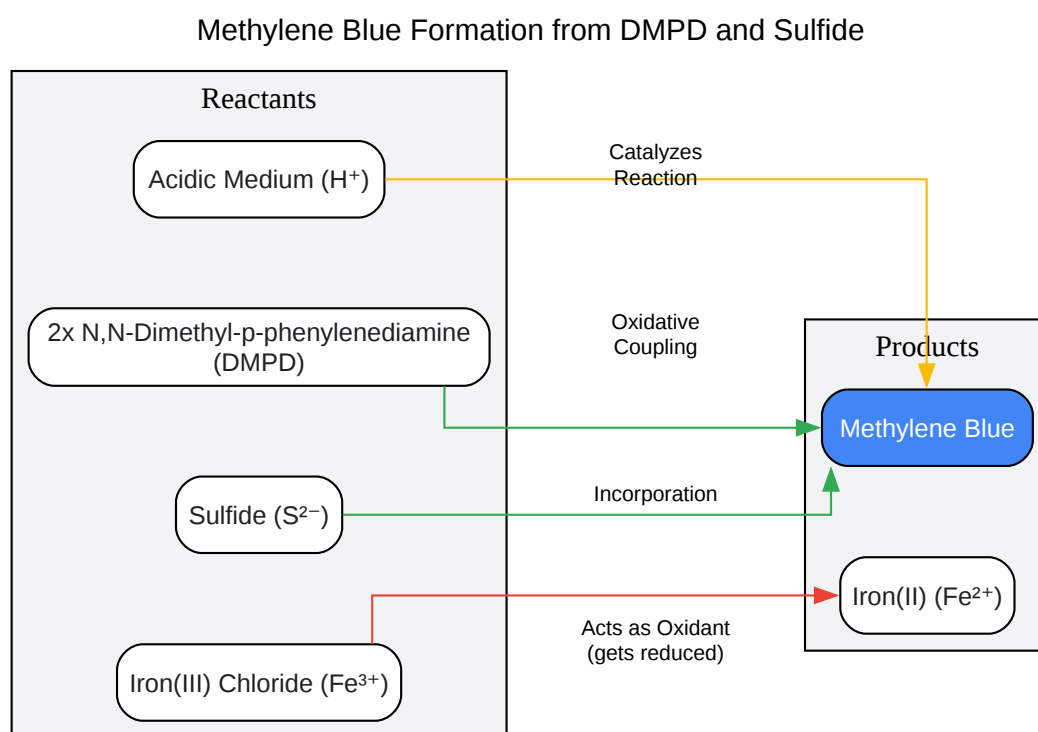 Methylene Blue Formation from DMPD and Sulfide
Reactants
Acidic Medium (H⁺)
Catalyzes
Reaction
2x N,N-Dimethyl-p-phenylenediamine
(DMPD)
Oxidative
Coupling
Products
Methylene Blue
Sulfide (S²⁻)
Incorporation
Iron(II) (Fe²⁺)
Acts as Oxidant
(gets reduced)
Iron(III) Chloride (Fe³⁺)